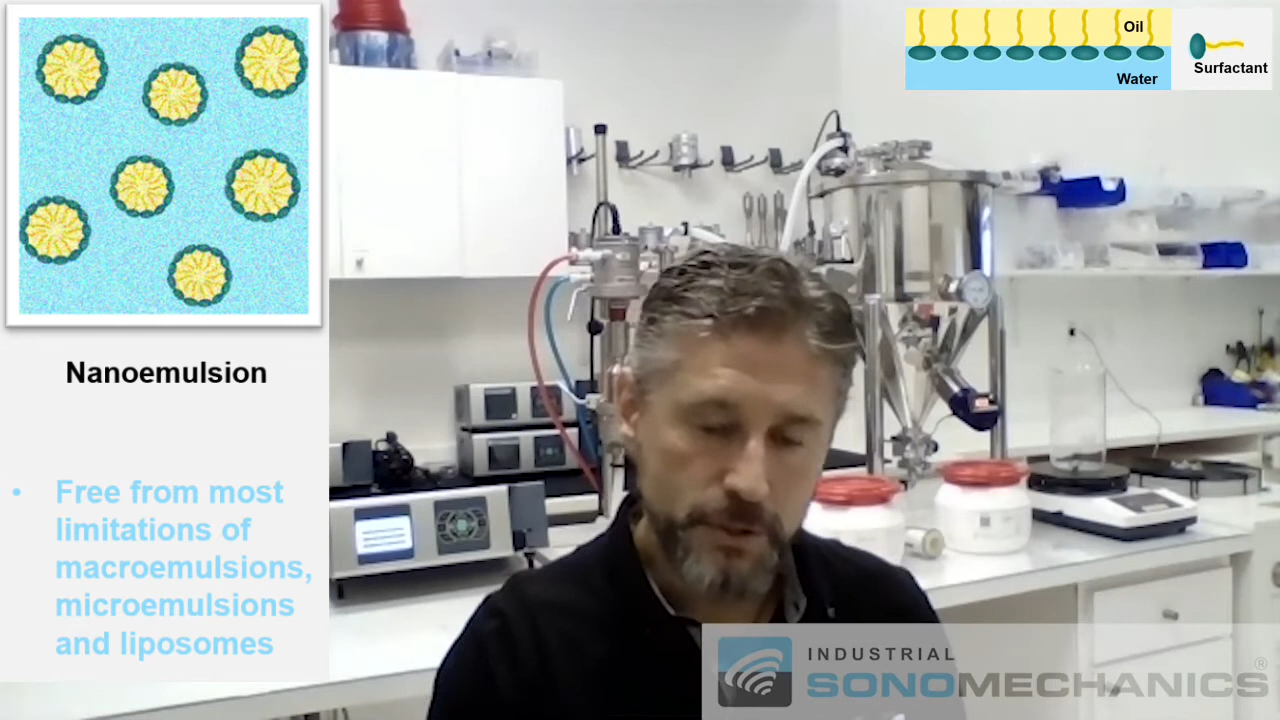 Oil
Water
Surfactant
Nanoemulsion
• Free from most
limitations of
macroemulsions,
microemulsions
and liposomes
INDUSTRIAL
SONOMECHANICS®